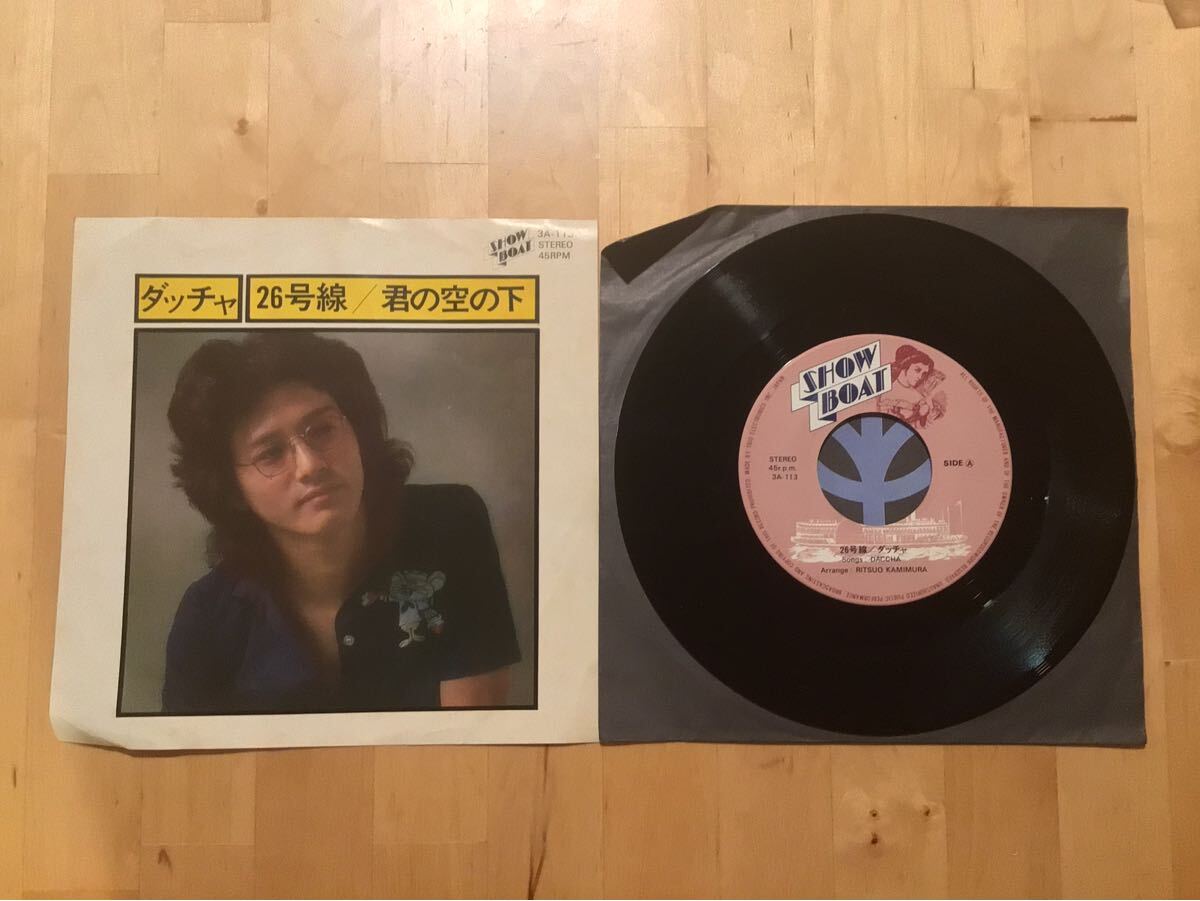 SHOW BOAT
3A-113
STEREO
45RPM
ダッチャ
26号線／君の空の下
SHOW
BOAT
STEREO
45r.p.m.
3A-113
SIDE A
26号線／ダッチャ
Songs : DACCHA
Arrange : RITSUO KAMIMURA